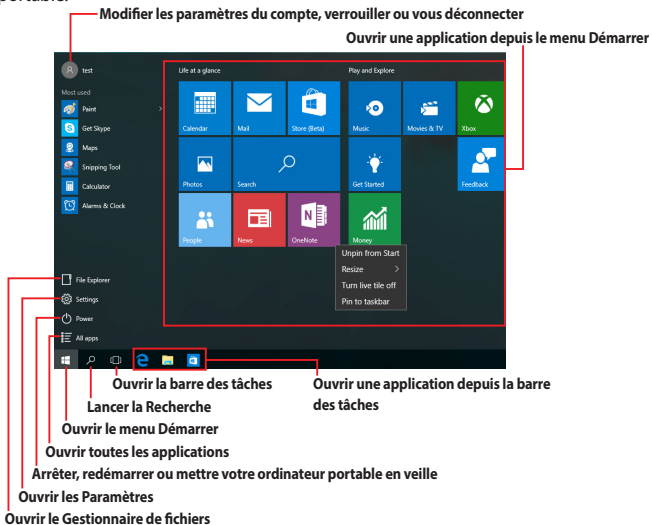 portable.
Modifier les paramètres du compte, verrouiller ou vous déconnecter
Ouvrir une application depuis le menu Démarrer
test
Most used
Paint
Get Skype
Maps
Snipping Tool
Calculator
Alarms & Clock
File Explorer
Settings
Power
All apps
Life at a glance
Calendar
Mail
Store (Beta)
Photos
Search
People
News
OneNote
Play and Explore
Music
Movies & TV
Xbox
Get Started
Feedback
Money
Unpin from Start
Resize
Turn live tile off
Pin to taskbar
Ouvrir la barre des tâches
Ouvrir une application depuis la barre
des tâches
Lancer la Recherche
Ouvrir le menu Démarrer
Ouvrir toutes les applications
Arrêter, redémarrer ou mettre votre ordinateur portable en veille
Ouvrir les Paramètres
Ouvrir le Gestionnaire de fichiers